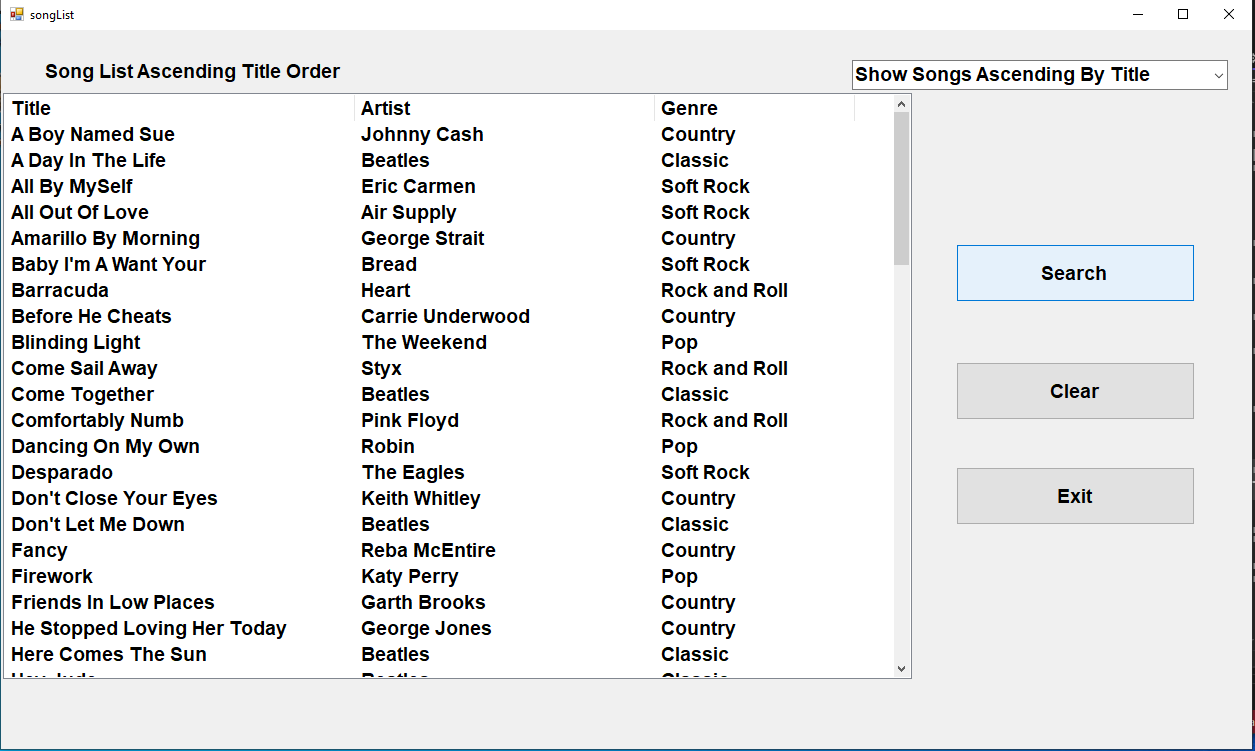 songList
Song List Ascending Title Order
Show Songs Ascending By Title
Title Artist Genre
A Boy Named Sue Johnny Cash Country
A Day In The Life Beatles Classic
All By MySelf Eric Carmen Soft Rock
All Out Of Love Air Supply Soft Rock
Amarillo By Morning George Strait Country
Baby I'm A Want Your Bread Soft Rock
Barracuda Heart Rock and Roll
Before He Cheats Carrie Underwood Country
Blinding Light The Weekend Pop
Come Sail Away Styx Rock and Roll
Come Together Beatles Classic
Comfortably Numb Pink Floyd Rock and Roll
Dancing On My Own Robin Pop
Desparado The Eagles Soft Rock
Don't Close Your Eyes Keith Whitley Country
Don't Let Me Down Beatles Classic
Fancy Reba McEntire Country
Firework Katy Perry Pop
Friends In Low Places Garth Brooks Country
He Stopped Loving Her Today George Jones Country
Here Comes The Sun Beatles Classic
Hey Jude Beatles Classic
Search
Clear
Exit